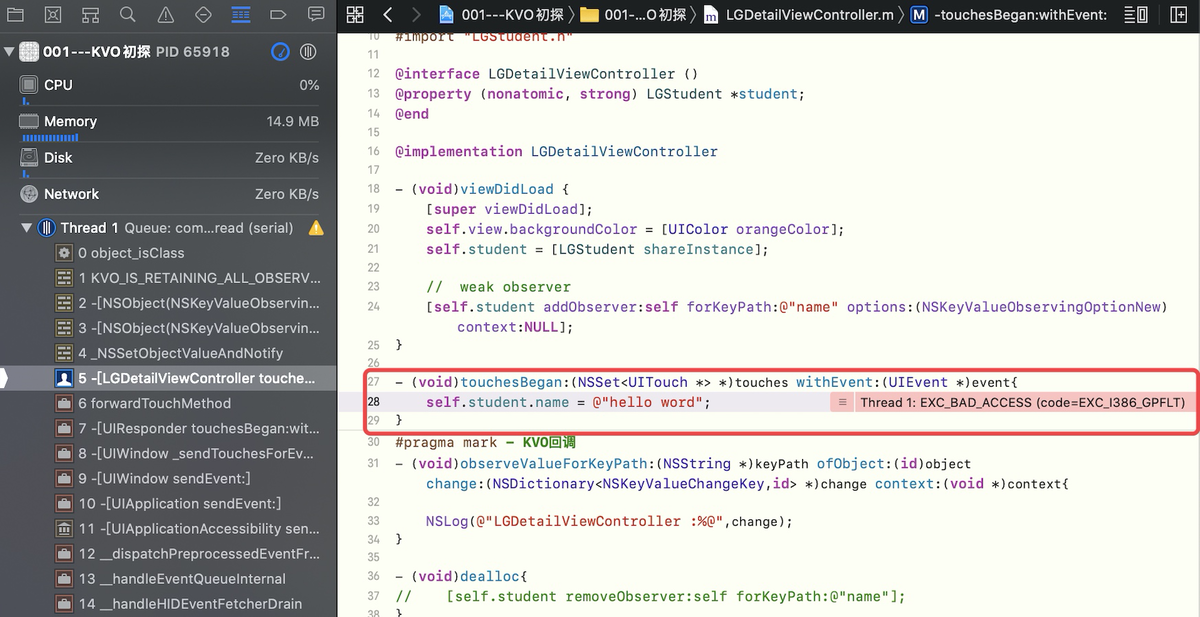 001---KVO初探 〉 001-...O初探 〉 m LGDetailViewController.m 〉 M -touchesBegan:withEvent:
001---KVO初探 PID 65918
CPU 0%
Memory 14.9 MB
Disk Zero KB/s
Network Zero KB/s
Thread 1 Queue: com...read (serial)
0 object_isClass
1 KVO_IS_RETAINING_ALL_OBSERV...
2 -[NSObject(NSKeyValueObservin...
3 -[NSObject(NSKeyValueObservin...
4 _NSSetObjectValueAndNotify
5 -[LGDetailViewController touche...
6 forwardTouchMethod
7 -[UIResponder touchesBegan:wit...
8 -[UIWindow _sendTouchesForEv...
9 -[UIWindow sendEvent:]
10 -[UIApplication sendEvent:]
11 -[UIApplicationAccessibility sen...
12 __dispatchPreprocessedEventFr...
13 __handleEventQueueInternal
14 __handleHIDEventFetcherDrain
10 #import "LGStudent.h"
11
12 @interface LGDetailViewController ()
13 @property (nonatomic, strong) LGStudent *student;
14 @end
15
16 @implementation LGDetailViewController
17
18 - (void)viewDidLoad {
19 [super viewDidLoad];
20 self.view.backgroundColor = [UIColor orangeColor];
21 self.student = [LGStudent shareInstance];
22
23 // weak observer
24 [self.student addObserver:self forKeyPath:@"name" options:(NSKeyValueObservingOptionNew)
context:NULL];
25 }
26
27 - (void)touchesBegan:(NSSet<UITouch *> *)touches withEvent:(UIEvent *)event{
28 self.student.name = @"hello word"; Thread 1: EXC_BAD_ACCESS (code=EXC_I386_GPFLT)
29 }
30 #pragma mark - KVO回调
31 - (void)observeValueForKeyPath:(NSString *)keyPath ofObject:(id)object
change:(NSDictionary<NSKeyValueChangeKey,id> *)change context:(void *)context{
32
33 NSLog(@"LGDetailViewController :%@",change);
34 }
35
36 - (void)dealloc{
37 // [self.student removeObserver:self forKeyPath:@"name"];
38 }